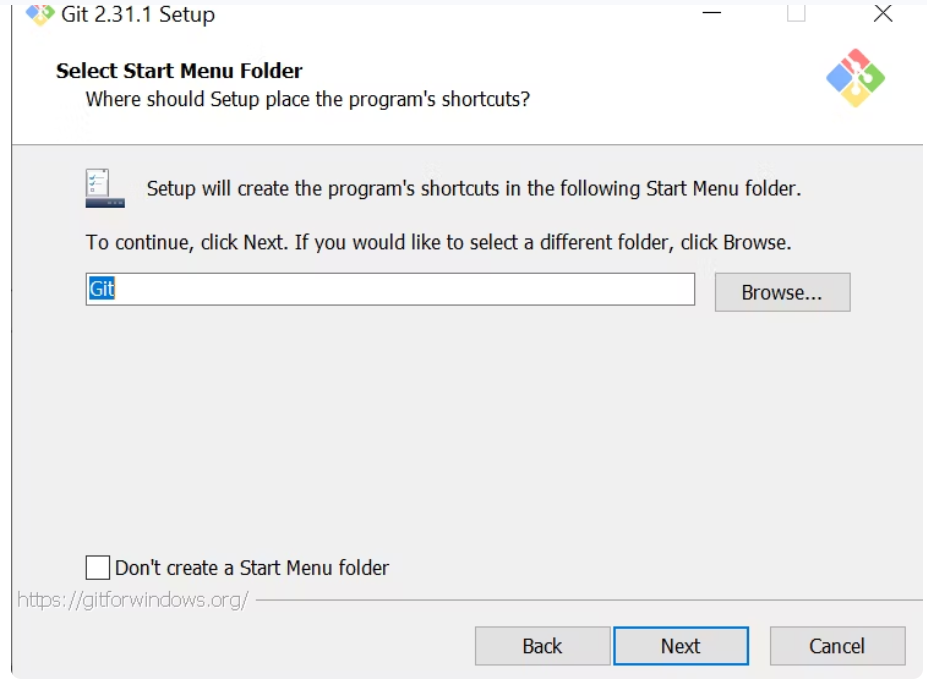 Git 2.31.1 Setup
Select Start Menu Folder
Where should Setup place the program's shortcuts?
Setup will create the program's shortcuts in the following Start Menu folder.
To continue, click Next. If you would like to select a different folder, click Browse.
Git
Browse...
Don't create a Start Menu folder
https://gitforwindows.org/
Back
Next
Cancel